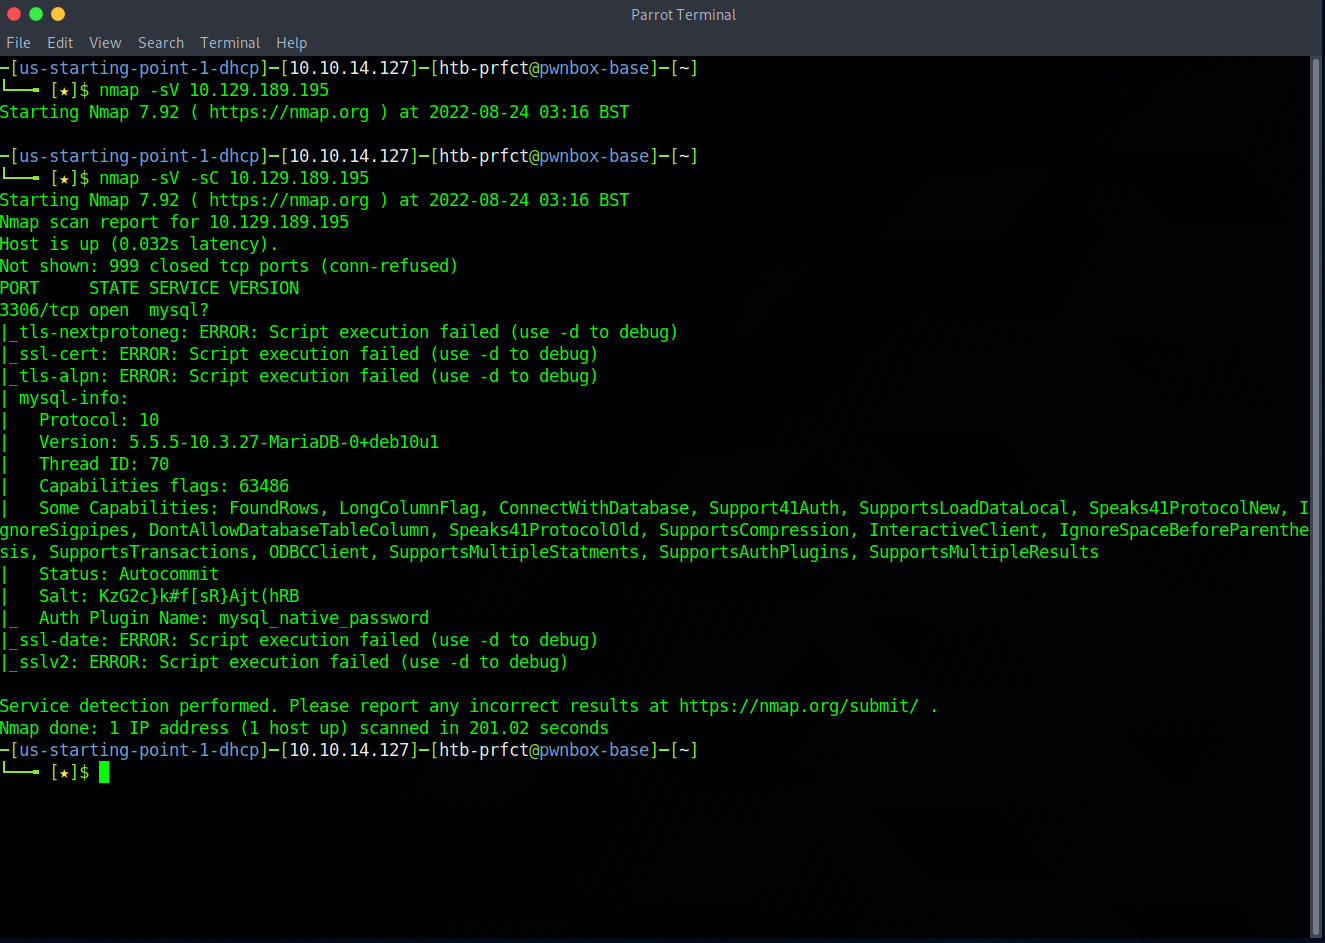 Parrot Terminal
File Edit View Search Terminal Help
─[us-starting-point-1-dhcp]─[10.10.14.127]─[htb-prfct@pwnbox-base]─[~]
└──╼ [★]$ nmap -sV 10.129.189.195
Starting Nmap 7.92 ( https://nmap.org ) at 2022-08-24 03:16 BST
─[us-starting-point-1-dhcp]─[10.10.14.127]─[htb-prfct@pwnbox-base]─[~]
└──╼ [★]$ nmap -sV -sC 10.129.189.195
Starting Nmap 7.92 ( https://nmap.org ) at 2022-08-24 03:16 BST
Nmap scan report for 10.129.189.195
Host is up (0.032s latency).
Not shown: 999 closed tcp ports (conn-refused)
PORT     STATE SERVICE VERSION
3306/tcp open  mysql?
|_tls-nextprotoneg: ERROR: Script execution failed (use -d to debug)
|_ssl-cert: ERROR: Script execution failed (use -d to debug)
|_tls-alpn: ERROR: Script execution failed (use -d to debug)
| mysql-info:
|   Protocol: 10
|   Version: 5.5.5-10.3.27-MariaDB-0+deb10u1
|   Thread ID: 70
|   Capabilities flags: 63486
|   Some Capabilities: FoundRows, LongColumnFlag, ConnectWithDatabase, Support41Auth, SupportsLoadDataLocal, Speaks41ProtocolNew, I
gnoreSigpipes, DontAllowDatabaseTableColumn, Speaks41ProtocolOld, SupportsCompression, InteractiveClient, IgnoreSpaceBeforeParenthe
sis, SupportsTransactions, ODBCClient, SupportsMultipleStatments, SupportsAuthPlugins, SupportsMultipleResults
|   Status: Autocommit
|   Salt: KzG2c}k#f[sR}Ajt(hRB
|_  Auth Plugin Name: mysql_native_password
|_ssl-date: ERROR: Script execution failed (use -d to debug)
|_sslv2: ERROR: Script execution failed (use -d to debug)
Service detection performed. Please report any incorrect results at https://nmap.org/submit/ .
Nmap done: 1 IP address (1 host up) scanned in 201.02 seconds
─[us-starting-point-1-dhcp]─[10.10.14.127]─[htb-prfct@pwnbox-base]─[~]
└──╼ [★]$